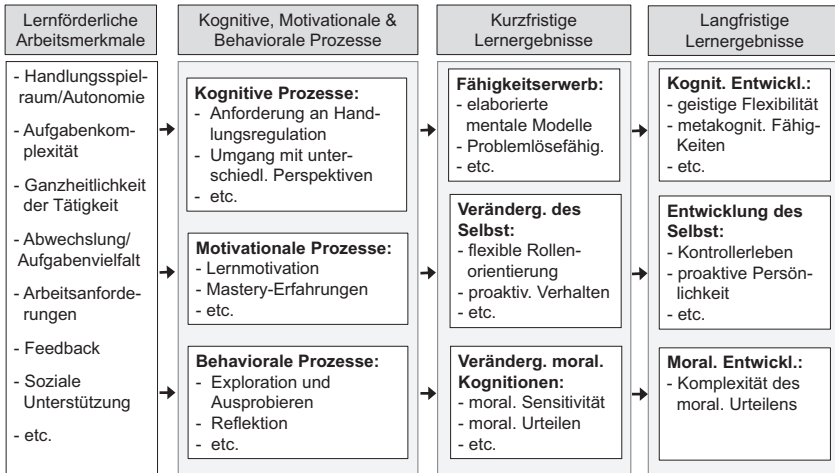 Lernförderliche
Arbeitsmerkmale
- Handlungsspiel-
raum/Autonomie
- Aufgabenkom-
plexität
- Ganzheitlichkeit
der Tätigkeit
- Abwechslung/
Aufgabenvielfalt
- Arbeitsanforde-
rungen
- Feedback
- Soziale
Unterstützung
- etc.
Kognitive, Motivationale &
Behaviorale Prozesse
Kognitive Prozesse:
- Anforderung an Hand-
lungsregulation
- Umgang mit unter-
schiedl. Perspektiven
- etc.
Motivationale Prozesse:
- Lernmotivation
- Mastery-Erfahrungen
- etc.
Behaviorale Prozesse:
- Exploration und
Ausprobieren
- Reflektion
- etc.
Kurzfristige
Lernergebnisse
Fähigkeitserwerb:
- elaborierte
mentale Modelle
- Problemlösefähig.
- etc.
Veränderg. des
Selbst:
- flexible Rollen-
orientierung
- proaktiv. Verhalten
- etc.
Veränderg. moral.
Kognitionen:
- moral. Sensitivität
- moral. Urteilen
- etc.
Langfristige
Lernergebnisse
Kognit. Entwickl.:
- geistige Flexibilität
- metakognit. Fähig-
Keiten
- etc.
Entwicklung des
Selbst:
- Kontrollerleben
- proaktive Persön-
lichkeit
- etc.
Moral. Entwickl.:
- Komplexität des
moral. Urteilens